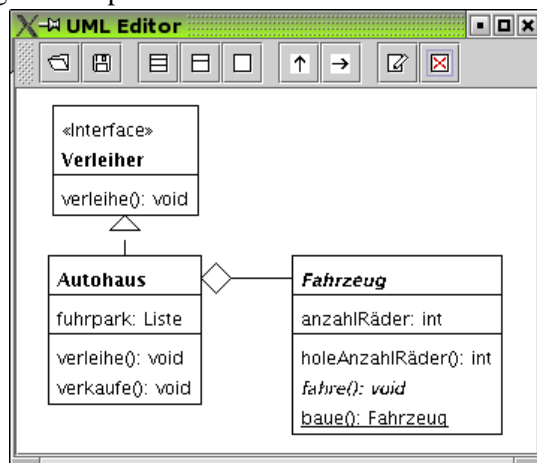 UML Editor
«Interface»
Verleiher
verleihe(): void
Autohaus
fuhrpark: Liste
verleihe(): void
verkaufe(): void
Fahrzeug
anzahlRäder: int
holeAnzahlRäder(): int
fahre(): void
baue(): Fahrzeug